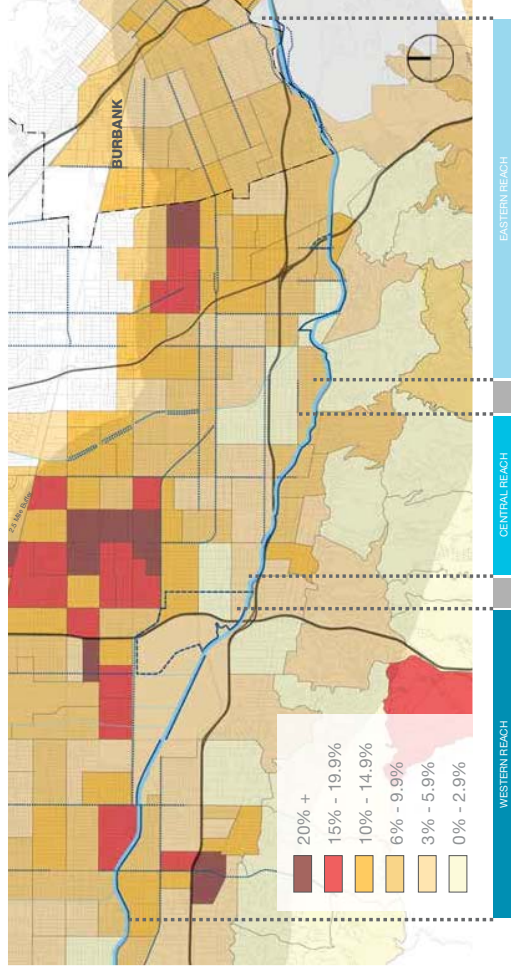 BURBANK
2.5 Mile Buffer
20% +
15% - 19.9%
10% - 14.9%
6% - 9.9%
3% - 5.9%
0% - 2.9%
WESTERN REACH
CENTRAL REACH
EASTERN REACH